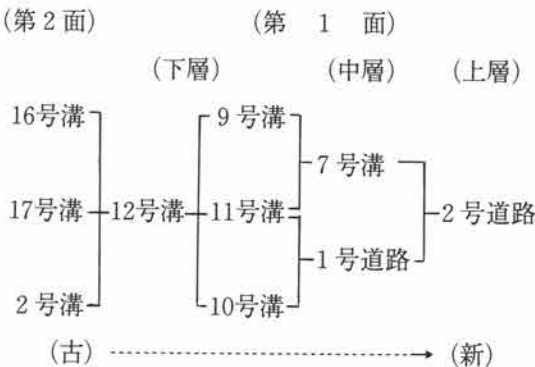 (第2面) (第 1 面)
(下層) (中層) (上層)
16号溝 9号溝
7号溝
17号溝 12号溝 11号溝 2号道路
1号道路
2号溝 10号溝
(古) (新)